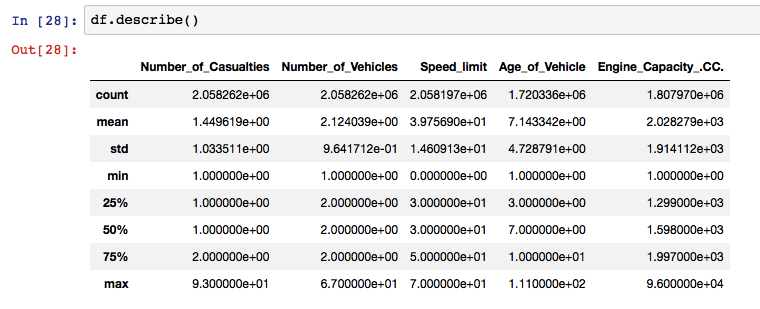 In [28]: df.describe()
Out[28]:
Number_of_Casualties Number_of_Vehicles Speed_limit Age_of_Vehicle Engine_Capacity_.CC.
count 2.058262e+06 2.058262e+06 2.058197e+06 1.720336e+06 1.807970e+06
mean 1.449619e+00 2.124039e+00 3.975690e+01 7.143342e+00 2.028279e+03
std 1.033511e+00 9.641712e-01 1.460913e+01 4.728791e+00 1.914112e+03
min 1.000000e+00 1.000000e+00 0.000000e+00 1.000000e+00 1.000000e+00
25% 1.000000e+00 2.000000e+00 3.000000e+01 3.000000e+00 1.299000e+03
50% 1.000000e+00 2.000000e+00 3.000000e+01 7.000000e+00 1.598000e+03
75% 2.000000e+00 2.000000e+00 5.000000e+01 1.000000e+01 1.997000e+03
max 9.300000e+01 6.700000e+01 7.000000e+01 1.110000e+02 9.600000e+04